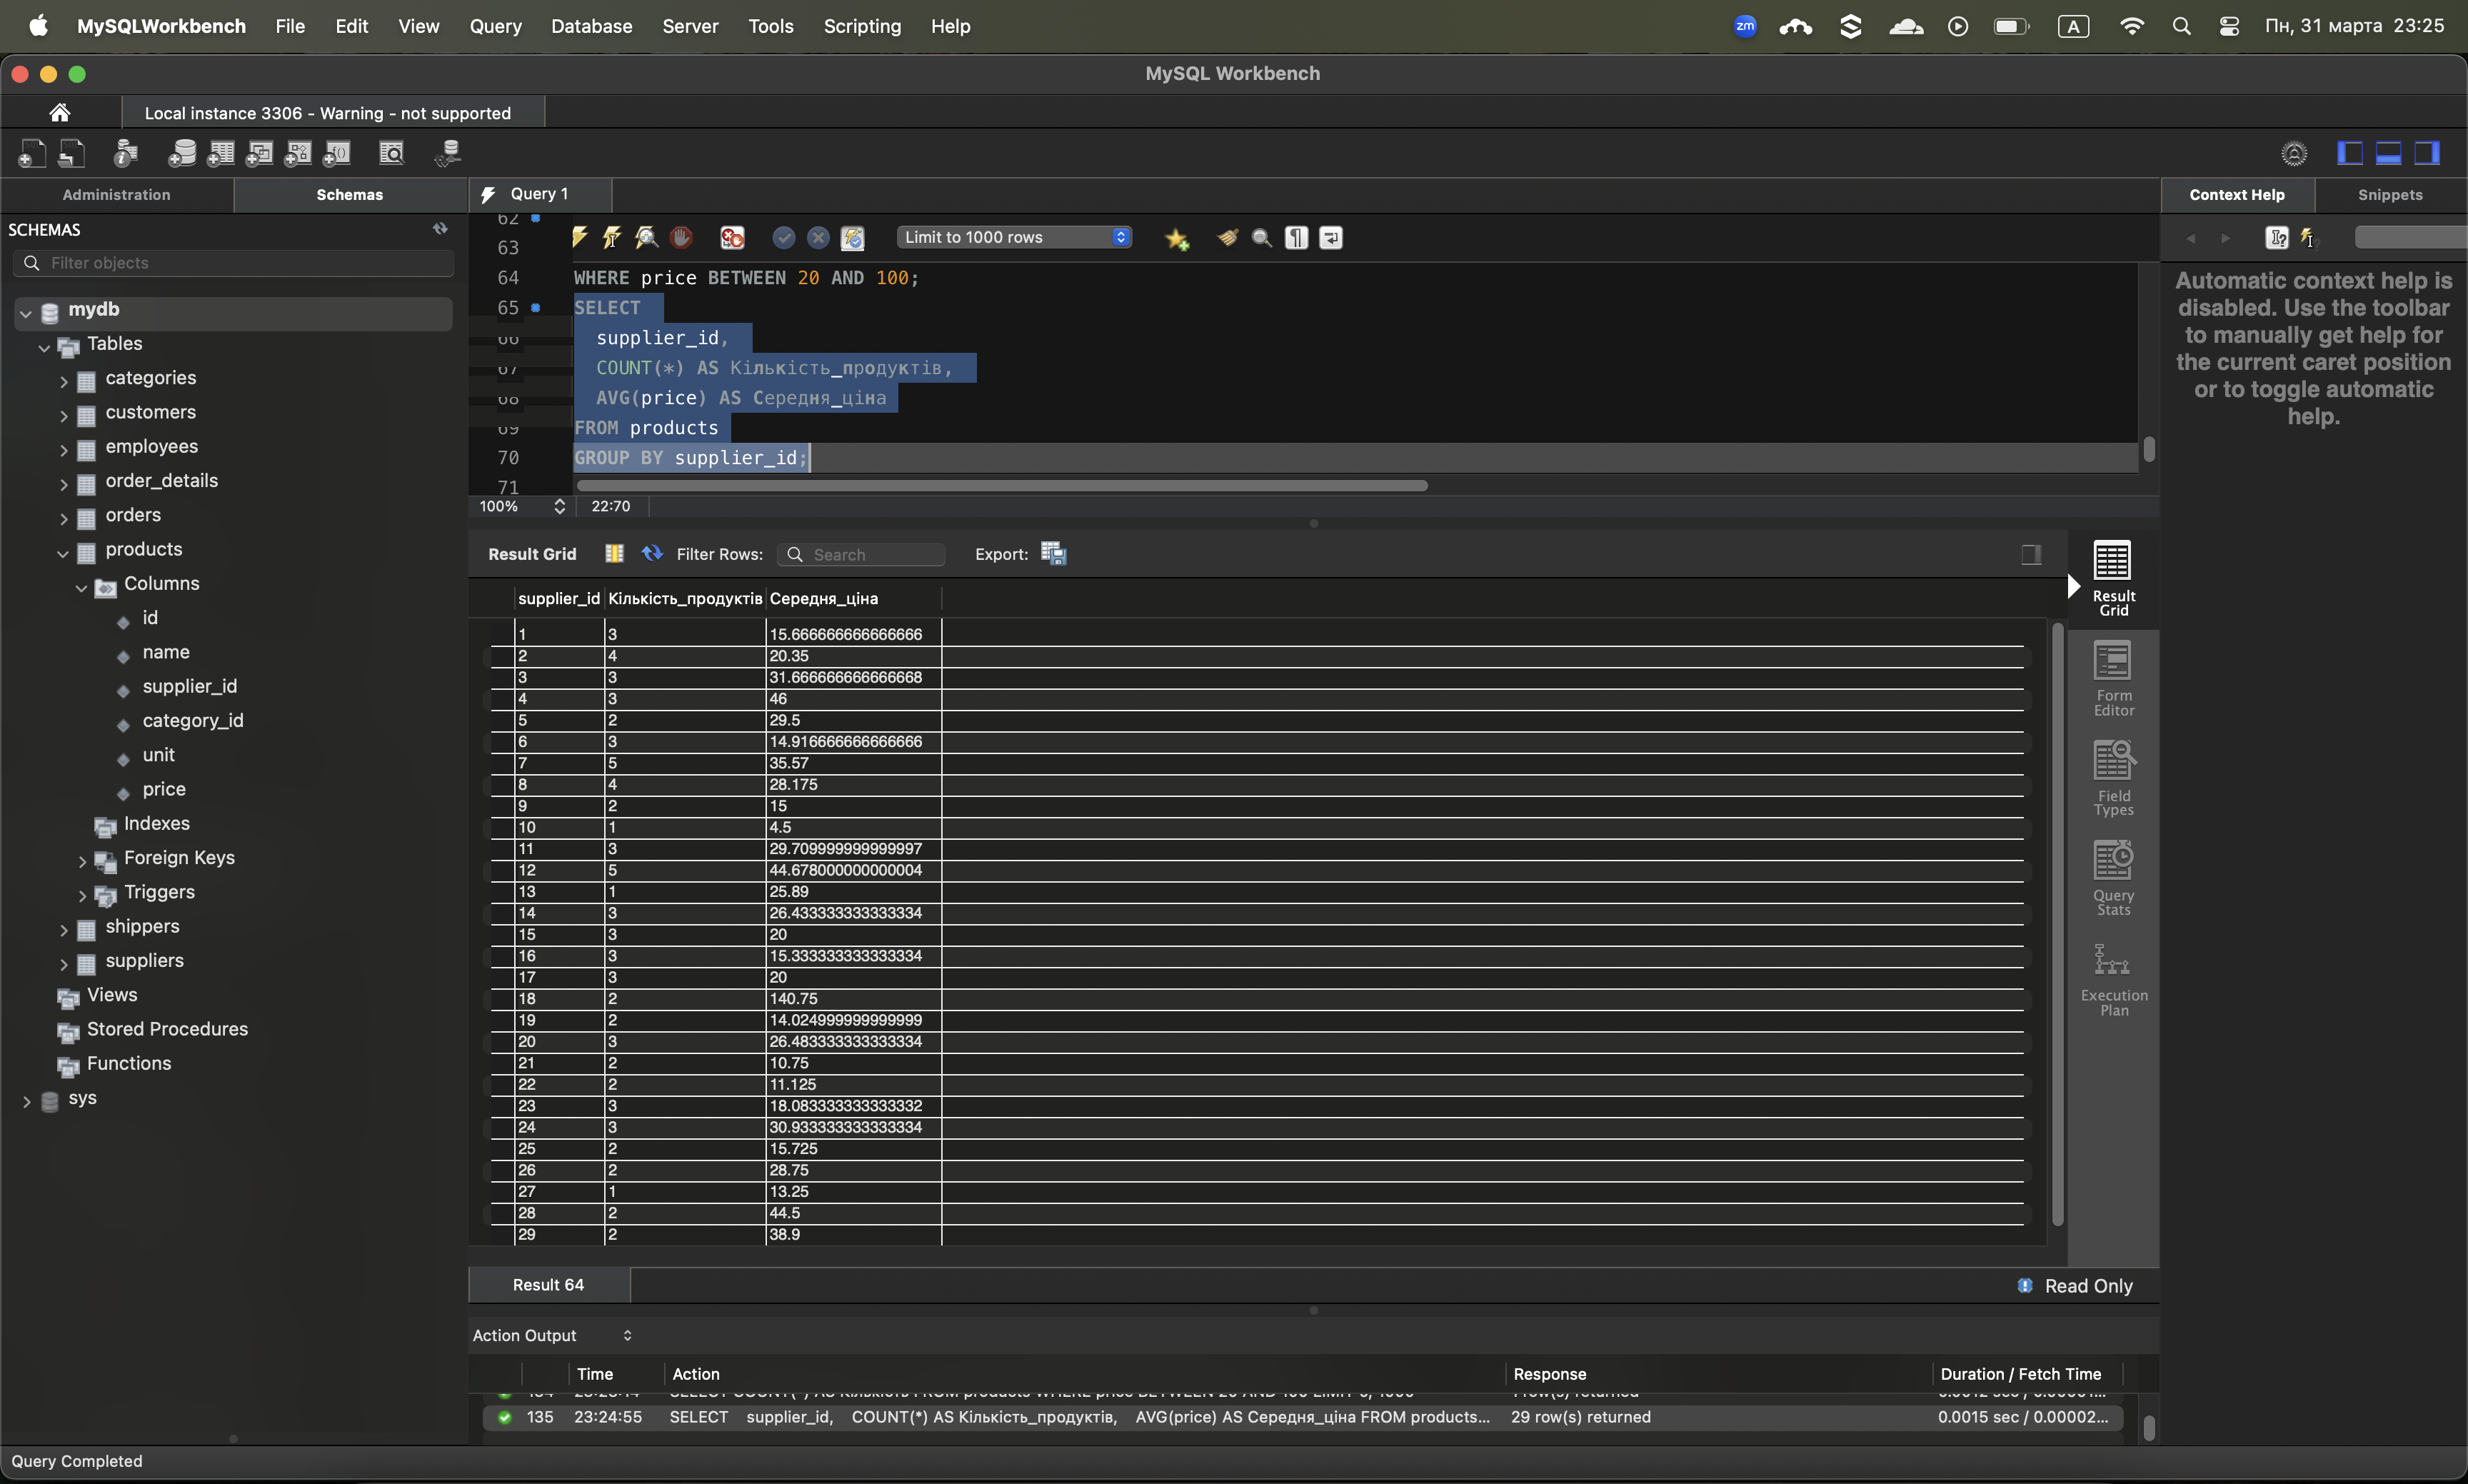 MySQLWorkbench File Edit View Query Database Server Tools Scripting Help zm A Пн, 31 марта 23:25
MySQL Workbench
Local instance 3306 - Warning - not supported
Administration Schemas Query 1 Context Help Snippets
SCHEMAS
Filter objects
mydb
Tables
categories
customers
employees
order_details
orders
products
Columns
id
name
supplier_id
category_id
unit
price
Indexes
Foreign Keys
Triggers
shippers
suppliers
Views
Stored Procedures
Functions
sys
62
63 Limit to 1000 rows
64 WHERE price BETWEEN 20 AND 100;
65 SELECT
66 supplier_id,
67 COUNT(*) AS Кількість_продуктів,
68 AVG(price) AS Середня_ціна
69 FROM products
70 GROUP BY supplier_id;
71
100% 22:70
Automatic context help is
disabled. Use the toolbar
to manually get help for
the current caret position
or to toggle automatic
help.
Result Grid Filter Rows: Search Export:
supplier_id Кількість_продуктів Середня_ціна
1 3 15.666666666666666
2 4 20.35
3 3 31.666666666666668
4 3 46
5 2 29.5
6 3 14.916666666666666
7 5 35.57
8 4 28.175
9 2 15
10 1 4.5
11 3 29.709999999999997
12 5 44.678000000000004
13 1 25.89
14 3 26.433333333333334
15 3 20
16 3 15.333333333333334
17 3 20
18 2 140.75
19 2 14.024999999999999
20 3 26.483333333333334
21 2 10.75
22 2 11.125
23 3 18.083333333333332
24 3 30.933333333333334
25 2 15.725
26 2 28.75
27 1 13.25
28 2 44.5
29 2 38.9
Result
Grid
Form
Editor
Field
Types
Query
Stats
Execution
Plan
Result 64 Read Only
Action Output
Time Action Response Duration / Fetch Time
135 23:24:55 SELECT supplier_id, COUNT(*) AS Кількість_продуктів, AVG(price) AS Середня_ціна FROM products... 29 row(s) returned 0.0015 sec / 0.00002...
Query Completed